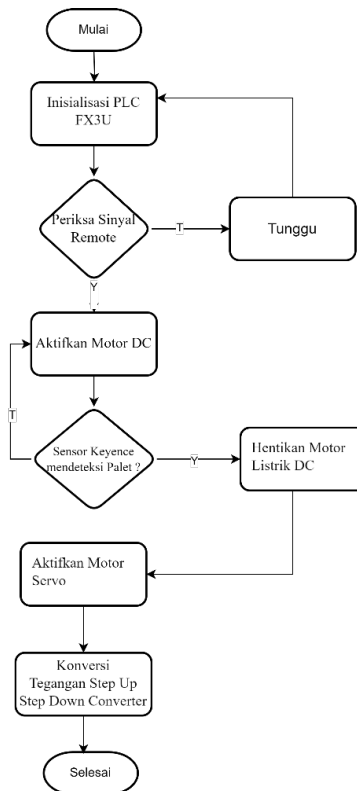 Mulai
Inisialisasi PLC
FX3U
Periksa Sinyal
Remote
T
Tunggu
Y
Aktifkan Motor DC
T
Sensor Keyence
mendeteksi Palet ?
Y
Hentikan Motor
Listrik DC
Aktifkan Motor
Servo
Konversi
Tegangan Step Up
Step Down Converter
Selesai